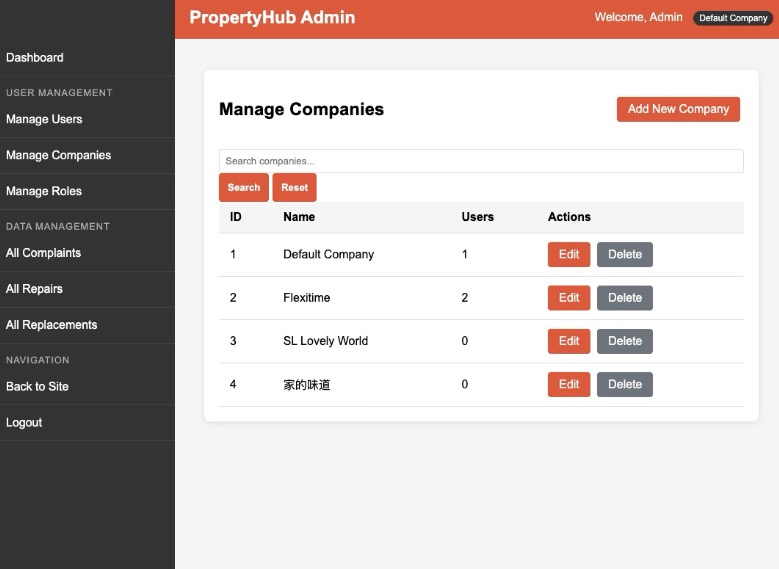 PropertyHub Admin
Welcome, Admin Default Company
Dashboard
USER MANAGEMENT
Manage Users
Manage Companies
Manage Roles
DATA MANAGEMENT
All Complaints
All Repairs
All Replacements
NAVIGATION
Back to Site
Logout
Manage Companies
Add New Company
Search companies...
Search Reset
ID Name Users Actions
1 Default Company 1 Edit Delete
2 Flexitime 2 Edit Delete
3 SL Lovely World 0 Edit Delete
4 家的味道 0 Edit Delete